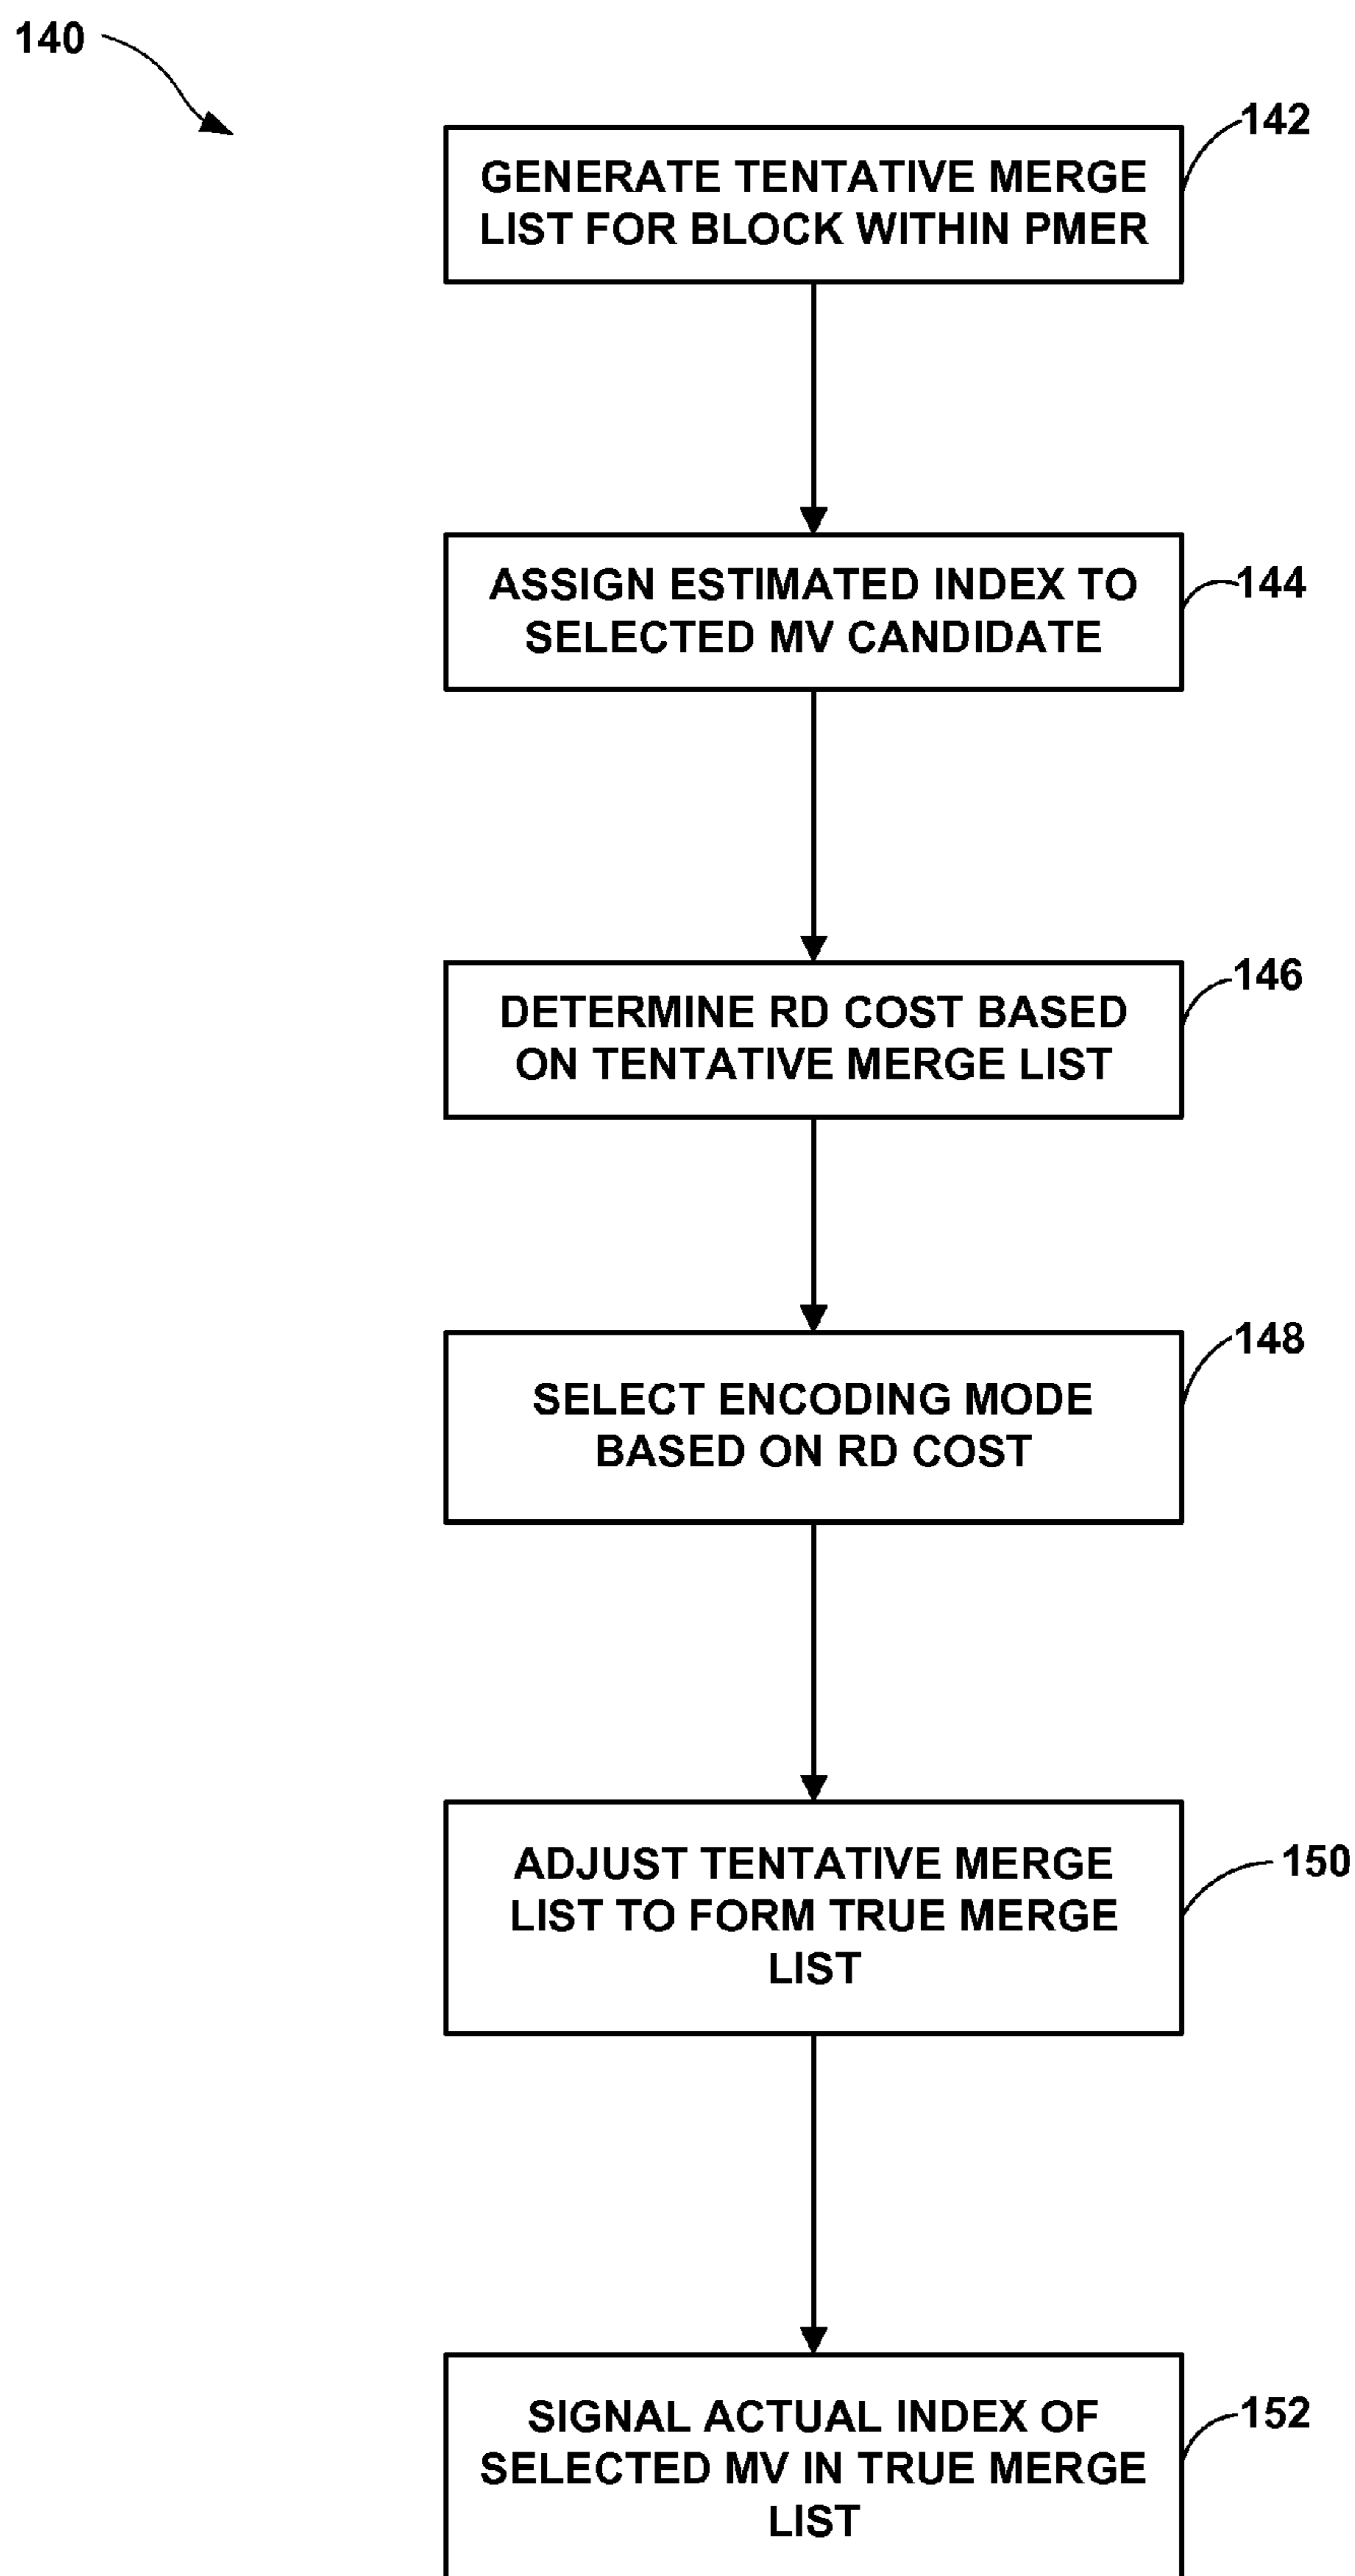 140
142
GENERATE TENTATIVE MERGE
LIST FOR BLOCK WITHIN PMER
144
ASSIGN ESTIMATED INDEX TO
SELECTED MV CANDIDATE
146
DETERMINE RD COST BASED
ON TENTATIVE MERGE LIST
148
SELECT ENCODING MODE
BASED ON RD COST
150
ADJUST TENTATIVE MERGE
LIST TO FORM TRUE MERGE
LIST
152
SIGNAL ACTUAL INDEX OF
SELECTED MV IN TRUE MERGE
LIST